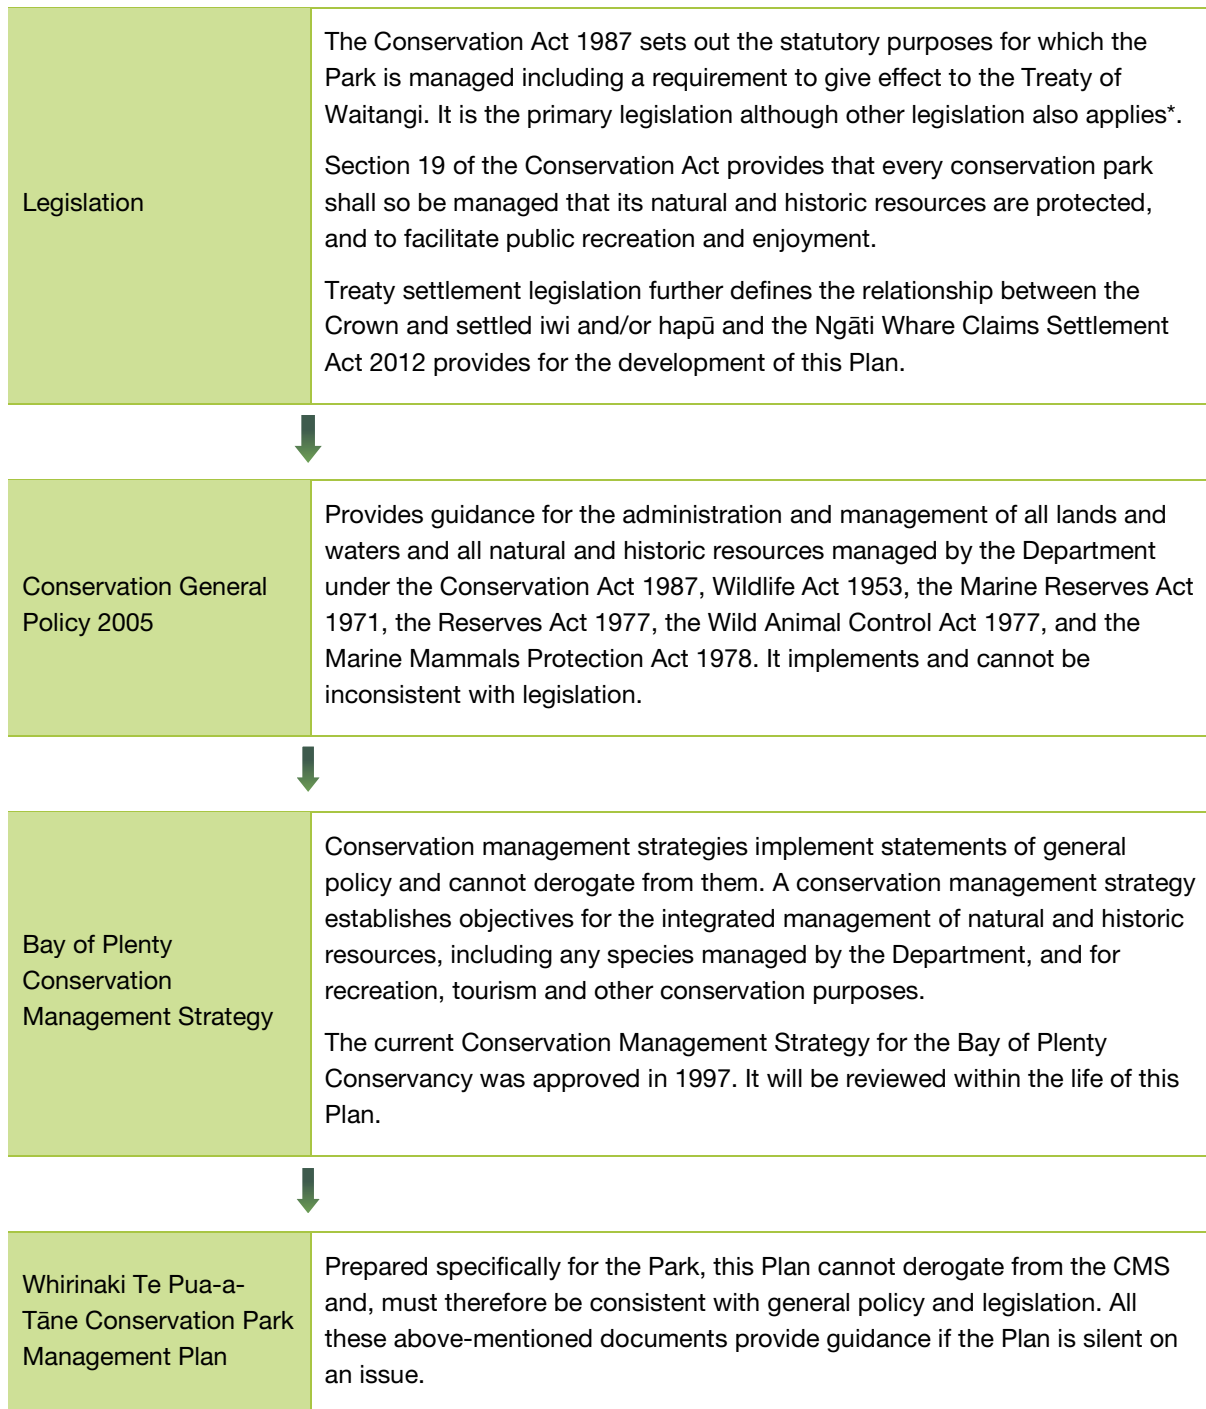 Legislation
The Conservation Act 1987 sets out the statutory purposes for which the
Park is managed including a requirement to give effect to the Treaty of
Waitangi. It is the primary legislation although other legislation also applies*.
Section 19 of the Conservation Act provides that every conservation park
shall so be managed that its natural and historic resources are protected,
and to facilitate public recreation and enjoyment.
Treaty settlement legislation further defines the relationship between the
Crown and settled iwi and/or hapū and the Ngāti Whare Claims Settlement
Act 2012 provides for the development of this Plan.
Conservation General
Policy 2005
Provides guidance for the administration and management of all lands and
waters and all natural and historic resources managed by the Department
under the Conservation Act 1987, Wildlife Act 1953, the Marine Reserves Act
1971, the Reserves Act 1977, the Wild Animal Control Act 1977, and the
Marine Mammals Protection Act 1978. It implements and cannot be
inconsistent with legislation.
Bay of Plenty
Conservation
Management Strategy
Conservation management strategies implement statements of general
policy and cannot derogate from them. A conservation management strategy
establishes objectives for the integrated management of natural and historic
resources, including any species managed by the Department, and for
recreation, tourism and other conservation purposes.
The current Conservation Management Strategy for the Bay of Plenty
Conservancy was approved in 1997. It will be reviewed within the life of this
Plan.
Whirinaki Te Pua-a-
Tāne Conservation Park
Management Plan
Prepared specifically for the Park, this Plan cannot derogate from the CMS
and, must therefore be consistent with general policy and legislation. All
these above-mentioned documents provide guidance if the Plan is silent on
an issue.